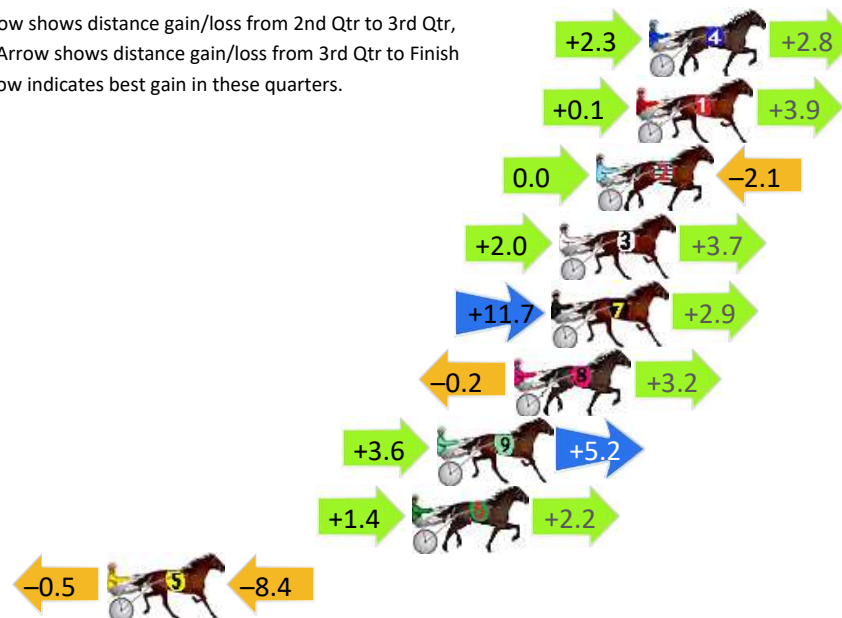 ow shows distance gain/loss from 2nd Qtr to 3rd Qtr,
Arrow shows distance gain/loss from 3rd Qtr to Finish
ow indicates best gain in these quarters.
+2.3 4 +2.8
+0.1 1 +3.9
0.0 2 –2.1
+2.0 3 +3.7
+11.7 7 +2.9
–0.2 8 +3.2
+3.6 9 +5.2
+1.4 6 +2.2
–0.5 5 –8.4